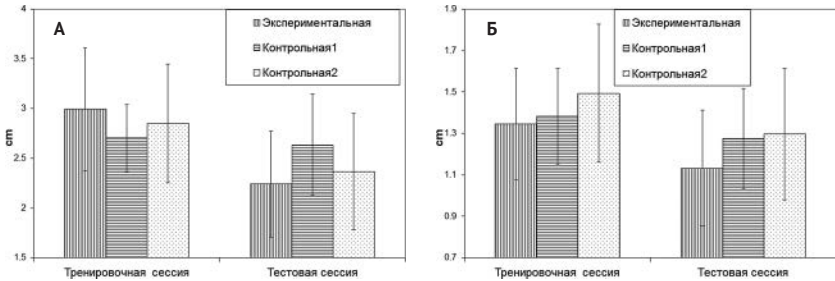 А
4
3.5
3
2.5
2
1.5
cm
Экспериментальная
Контрольная1
Контрольная2
Тренировочная сессия
Тестовая сессия
Б
1.9
1.7
1.5
1.3
1.1
0.9
0.7
cm
Экспериментальная
Контрольная1
Контрольная2
Тренировочная сессия
Тестовая сессия